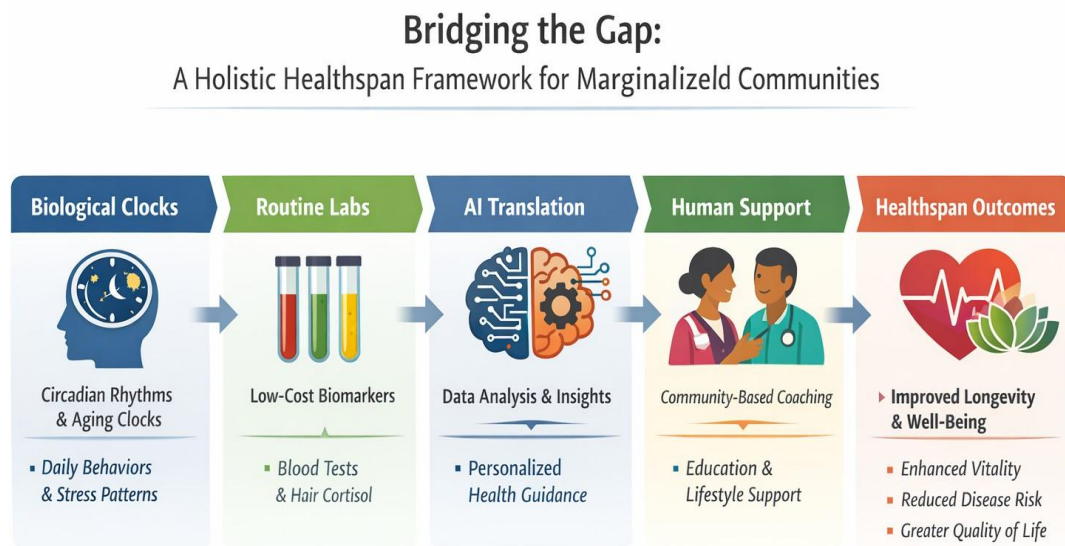 Bridging the Gap:
A Holistic Healthspan Framework for Marginalizeld Communities
Biological Clocks
Routine Labs
AI Translation
Human Support
Healthspan Outcomes
Circadian Rhythms
& Aging Clocks
▪ Daily Behaviors
& Stress Patterns
Low-Cost Biomarkers
▪ Blood Tests
& Hair Cortisol
Data Analysis & Insights
▪ Personalized
Health Guidance
Community-Based Coaching
▪ Education &
Lifestyle Support
▸ Improved Longevity
& Well-Being
▪ Enhanced Vitality
▪ Reduced Disease Risk
▪ Greater Quality of Life